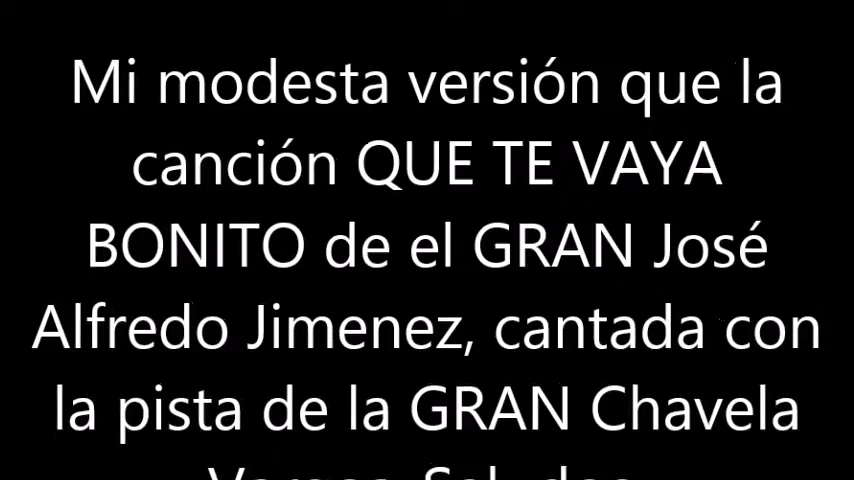 Mi modesta versión que la
canción QUE TE VAYA
BONITO de el GRAN José
Alfredo Jimenez, cantada con
la pista de la GRAN Chavela